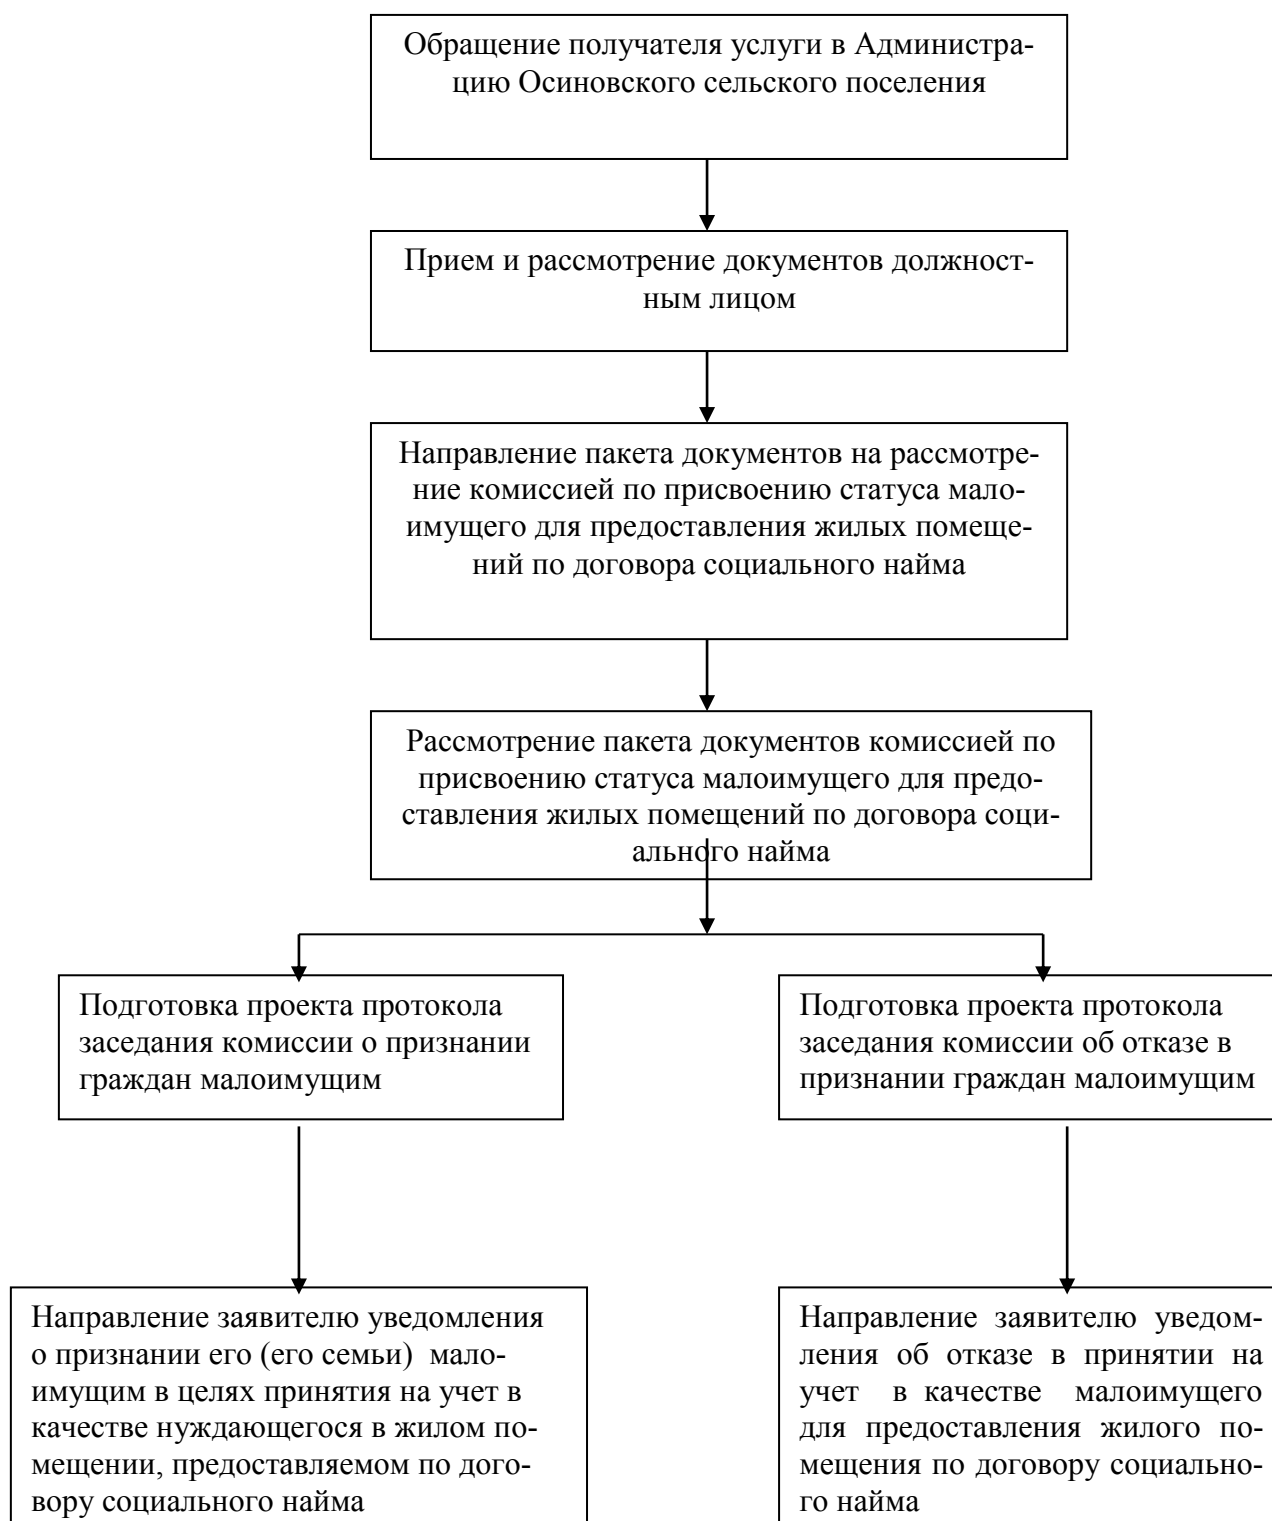 Обращение получателя услуги в Администра-
цию Осиновского сельского поселения
Прием и рассмотрение документов должност-
ным лицом
Направление пакета документов на рассмотре-
ние комиссией по присвоению статуса мало-
имущего для предоставления жилых помеще-
ний по договора социального найма
Рассмотрение пакета документов комиссией по
присвоению статуса малоимущего для предо-
ставления жилых помещений по договора соци-
ального найма
Подготовка проекта протокола
заседания комиссии о признании
граждан малоимущим
Подготовка проекта протокола
заседания комиссии об отказе в
признании граждан малоимущим
Направление заявителю уведомления
о признании его (его семьи) мало-
имущим в целях принятия на учет в
качестве нуждающегося в жилом по-
мещении, предоставляемом по дого-
вору социального найма
Направление заявителю уведом-
ления об отказе в принятии на
учет в качестве малоимущего
для предоставления жилого по-
мещения по договору социально-
го найма